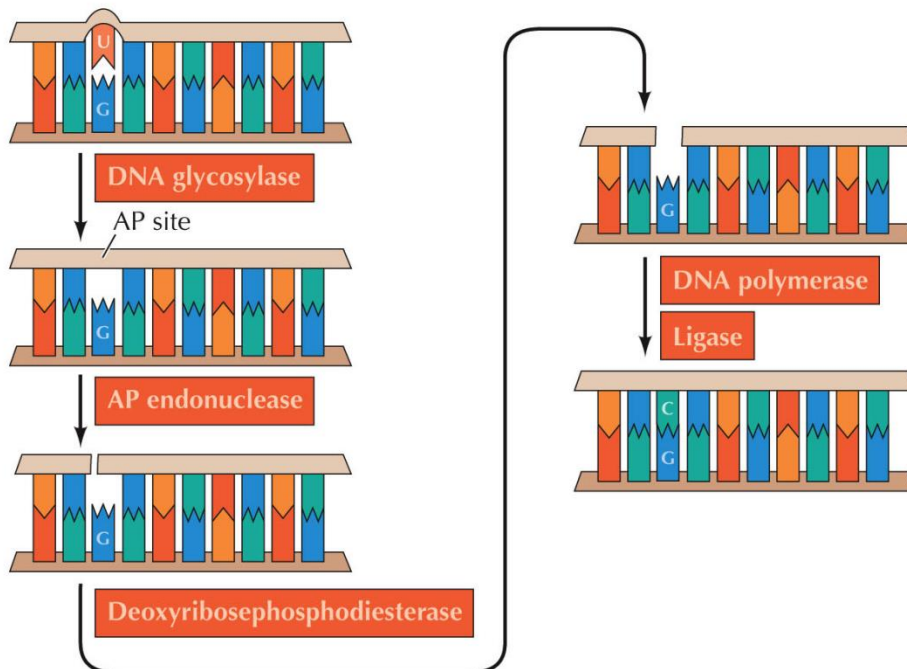 U
G
DNA glycosylase
AP site
G
AP endonuclease
G
Deoxyribosephosphodiesterase
G
DNA polymerase
Ligase
C
G